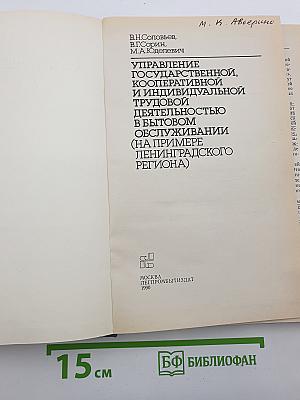 М. К. Аверина
В.Н.Соловьев,
В.Г.Сорин,
М.А.Юделевич
УПРАВЛЕНИЕ
ГОСУДАРСТВЕННОЙ,
КООПЕРАТИВНОЙ
И ИНДИВИДУАЛЬНОЙ
ТРУДОВОЙ
ДЕЯТЕЛЬНОСТЬЮ
В БЫТОВОМ
ОБСЛУЖИВАНИИ
(НА ПРИМЕРЕ
ЛЕНИНГРАДСКОГО
РЕГИОНА)
МОСКВА
ЛЕГПРОМБЫТИЗДАТ
1990
15 см
БФ БИБЛИОФАН